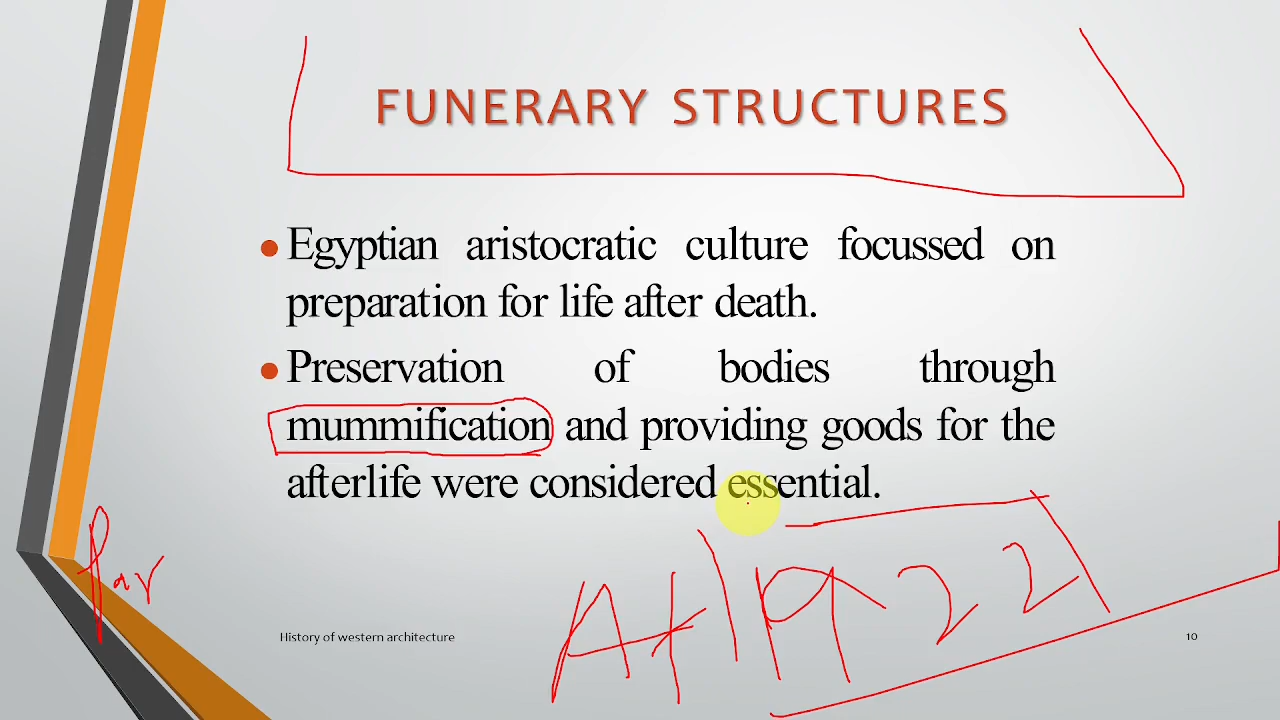 FUNERARY STRUCTURES
Egyptian aristocratic culture focussed on
preparation for life after death.
Preservation of bodies through
mummification and providing goods for the
afterlife were considered essential.
far
History of western architecture
10